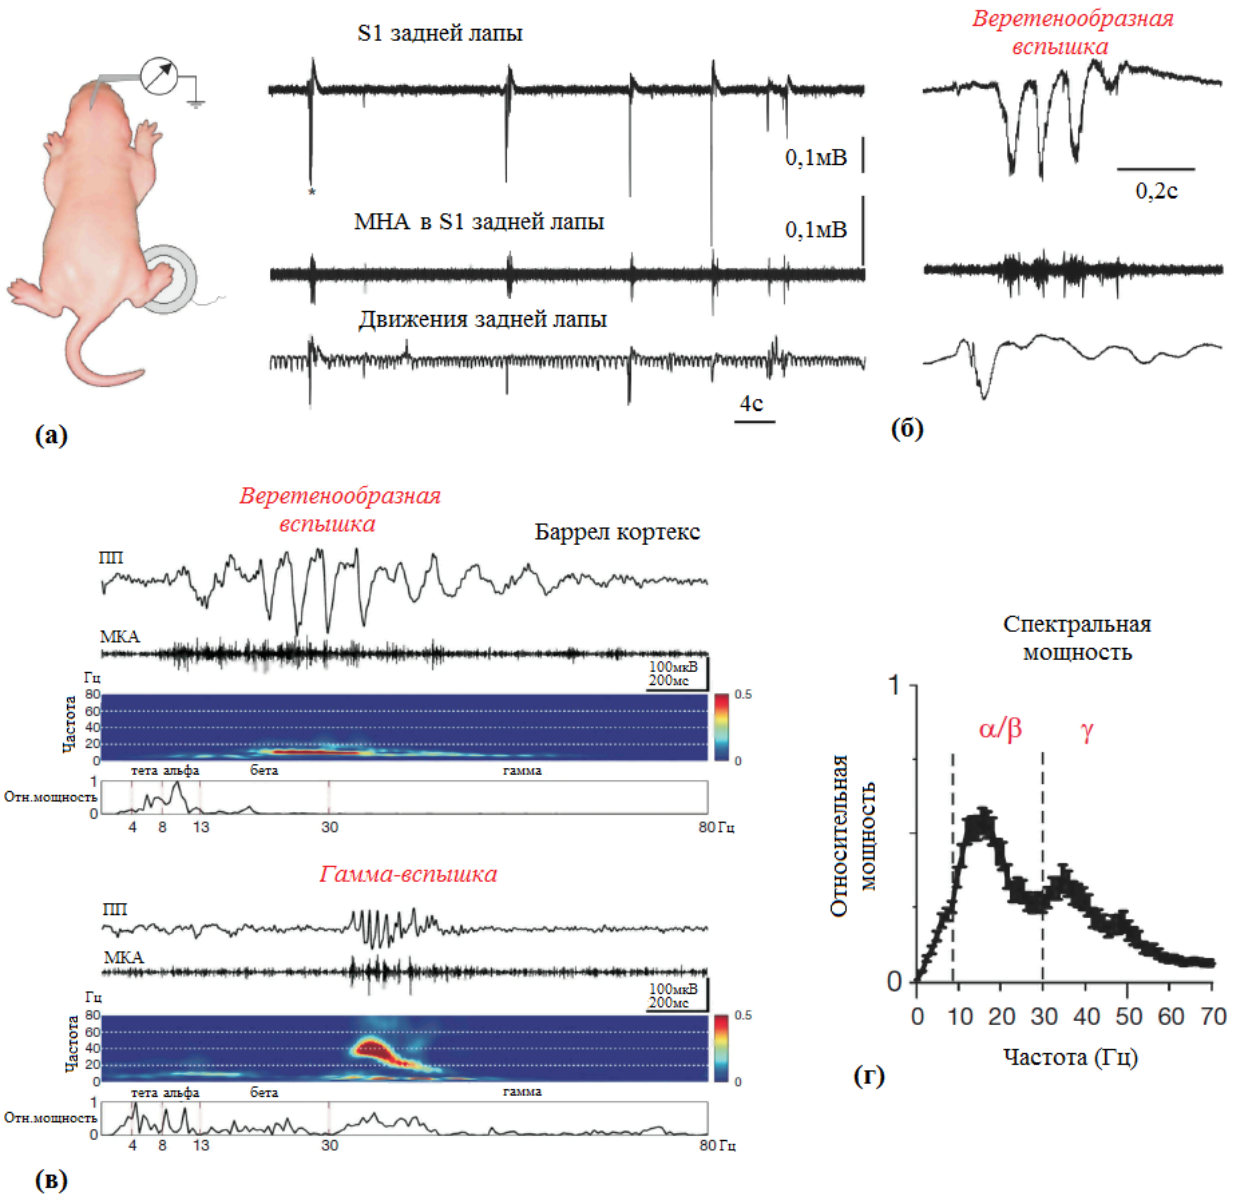 S1 задней лапы
0,1мВ
МНА в S1 задней лапы
0,1мВ
Движения задней лапы
4с
(а)
Веретенообразная
вспышка
0,2с
(б)
*
Веретенообразная
вспышка
Баррел кортекс
ПП
МКА
100мкВ
200мс
Гц
Частота
80
60
40
20
0
0.5
0
тета альфа бета гамма
Отн.мощность
1
0
4 8 13 30 80 Гц
Гамма-вспышка
ПП
МКА
100мкВ
200мс
Гц
Частота
80
60
40
20
0
0.5
0
тета альфа бета гамма
Отн.мощность
1
0
4 8 13 30 80 Гц
(в)
Спектральная
мощность
1
α/β γ
Относительная
мощность
0
0 10 20 30 40 50 60 70
Частота (Гц)
(г)